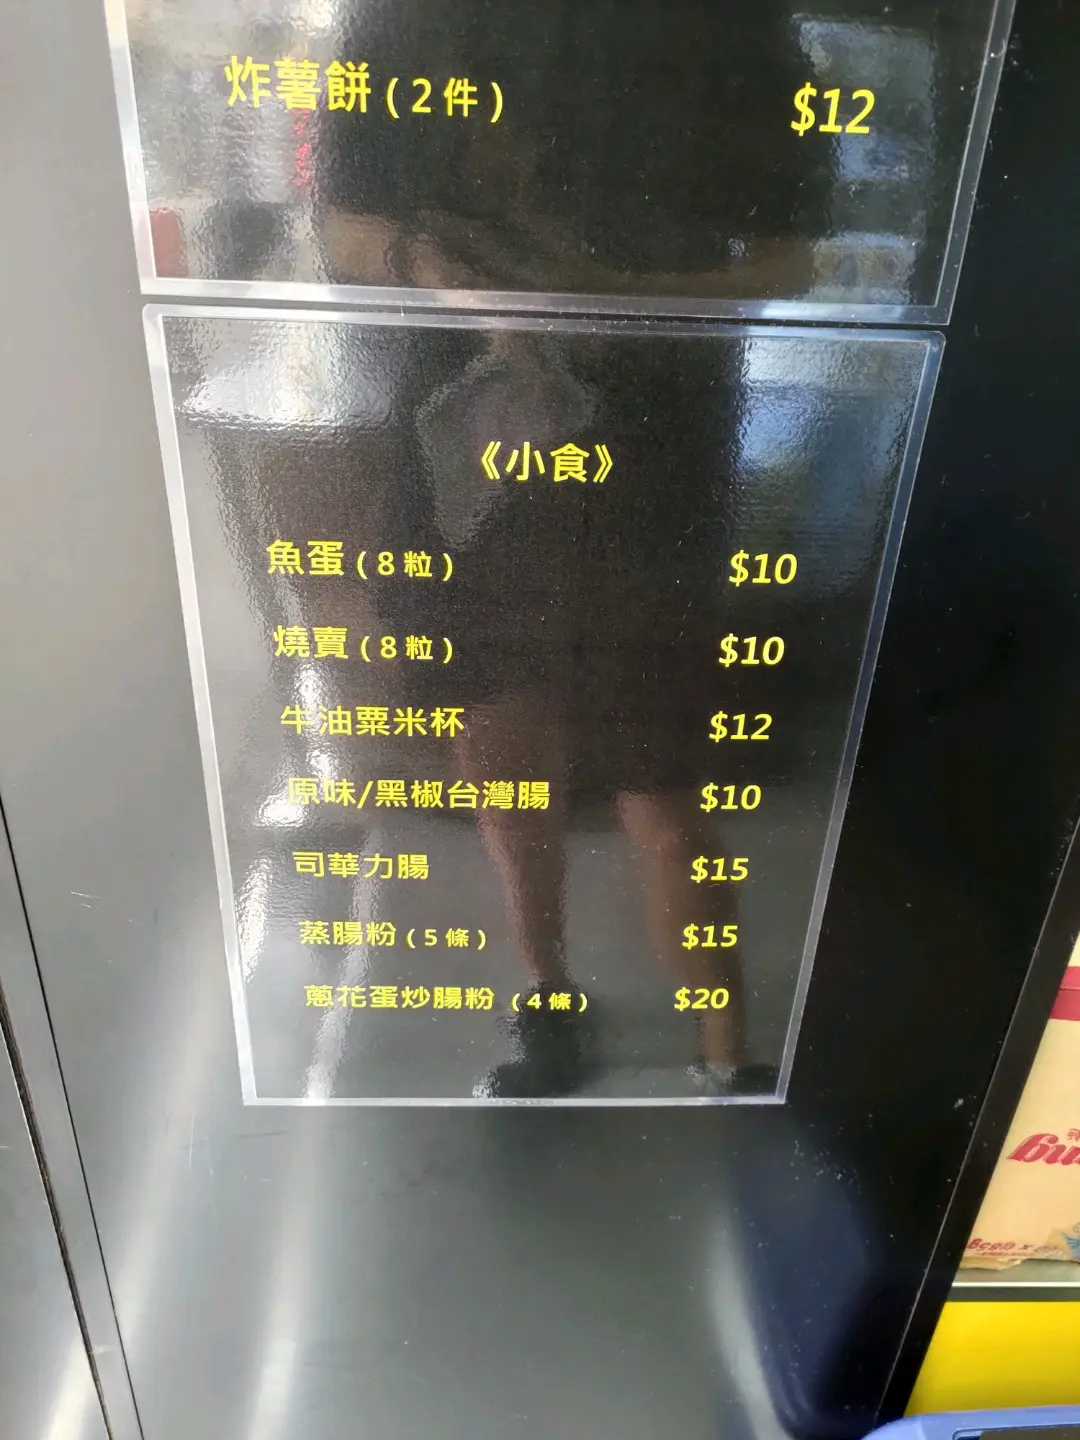 炸薯餅 (2件) $12
《小食》
魚蛋 (8粒) $10
燒賣 (8粒) $10
牛油粟米杯 $12
原味/黑椒台灣腸 $10
司華力腸 $15
蒸腸粉 (5條) $15
蔥花蛋炒腸粉 (4條) $20